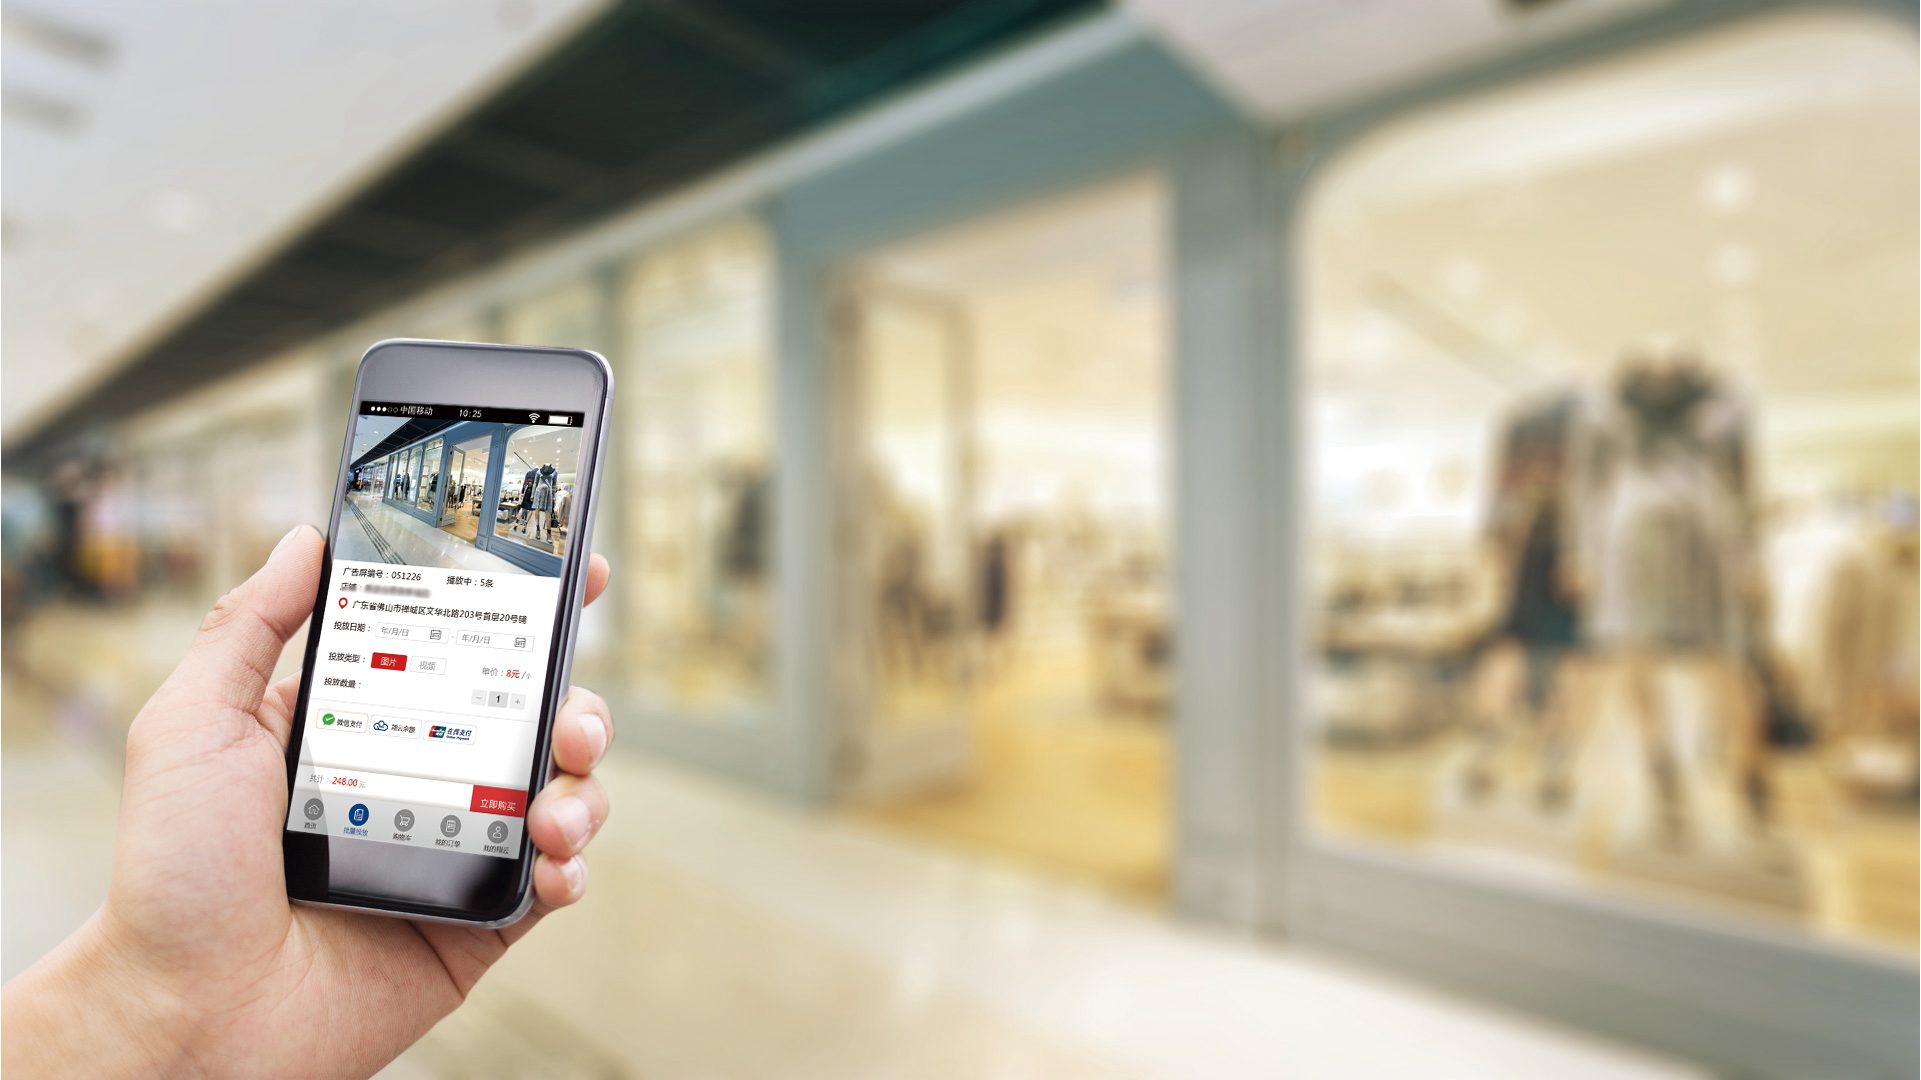 中国移动 10:25
广告屏编号：051226 播放中：5条
店铺：
广东省佛山市禅城区文华北路203号首层20号铺
投放日期： 年/月/日 - 年/月/日
投放类型： 图片 视频 单价：8元 /小
投放数量： − 1 +
微信支付 翔云余额 在线支付
Online Payment
共计：248.00元 立即购买
首页 批量投放 购物车 我的订单 我的翔云